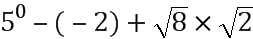 5⁰ − ( − 2) + √8 × √2